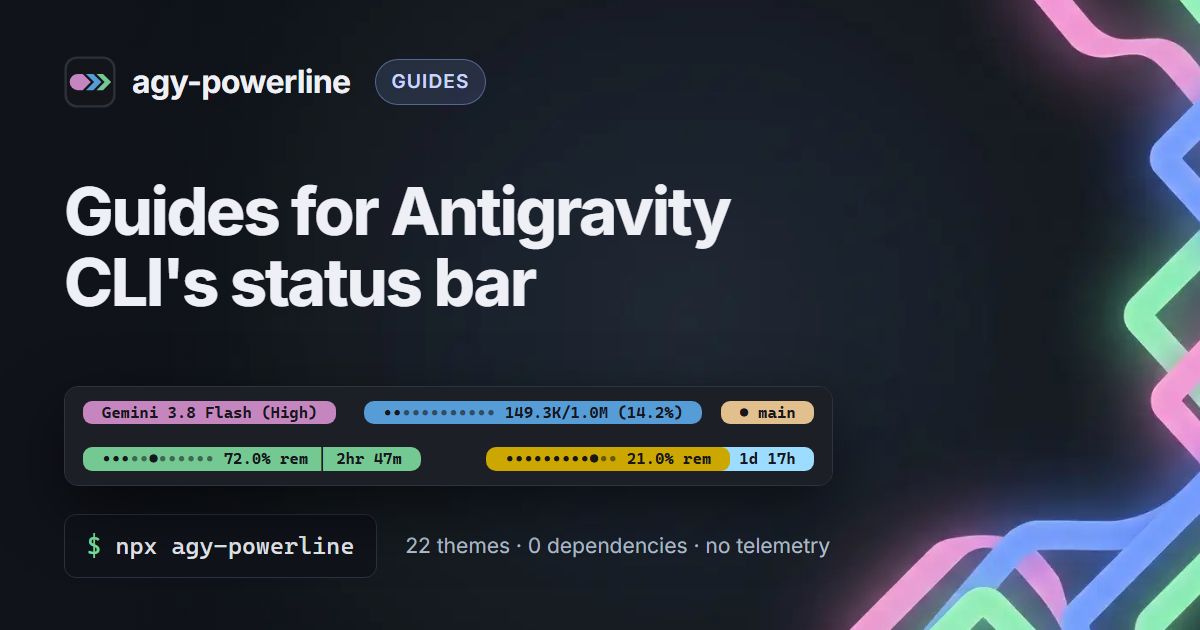 agy-powerline GUIDES
Guides for Antigravity
CLI's status bar
Gemini 3.8 Flash (High) 149.3K/1.0M (14.2%) ● main
72.0% rem 2hr 47m 21.0% rem 1d 17h
$ npx agy-powerline 22 themes · 0 dependencies · no telemetry